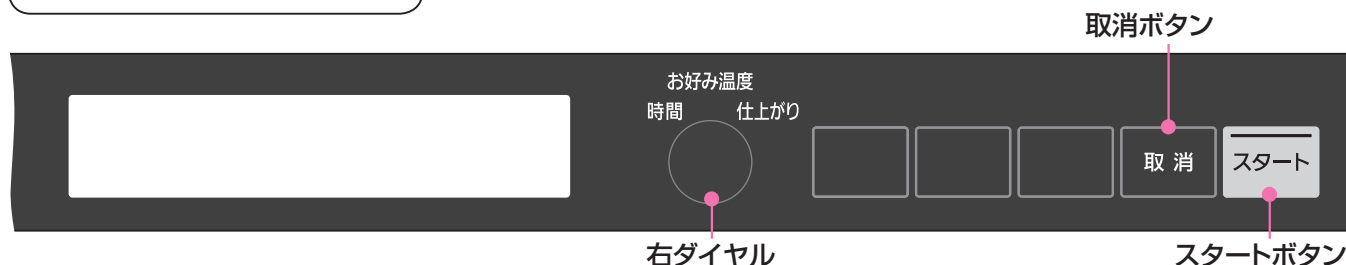 取消ボタン
お好み温度
時間 仕上がり
取 消
スタート
右ダイヤル
スタートボタン